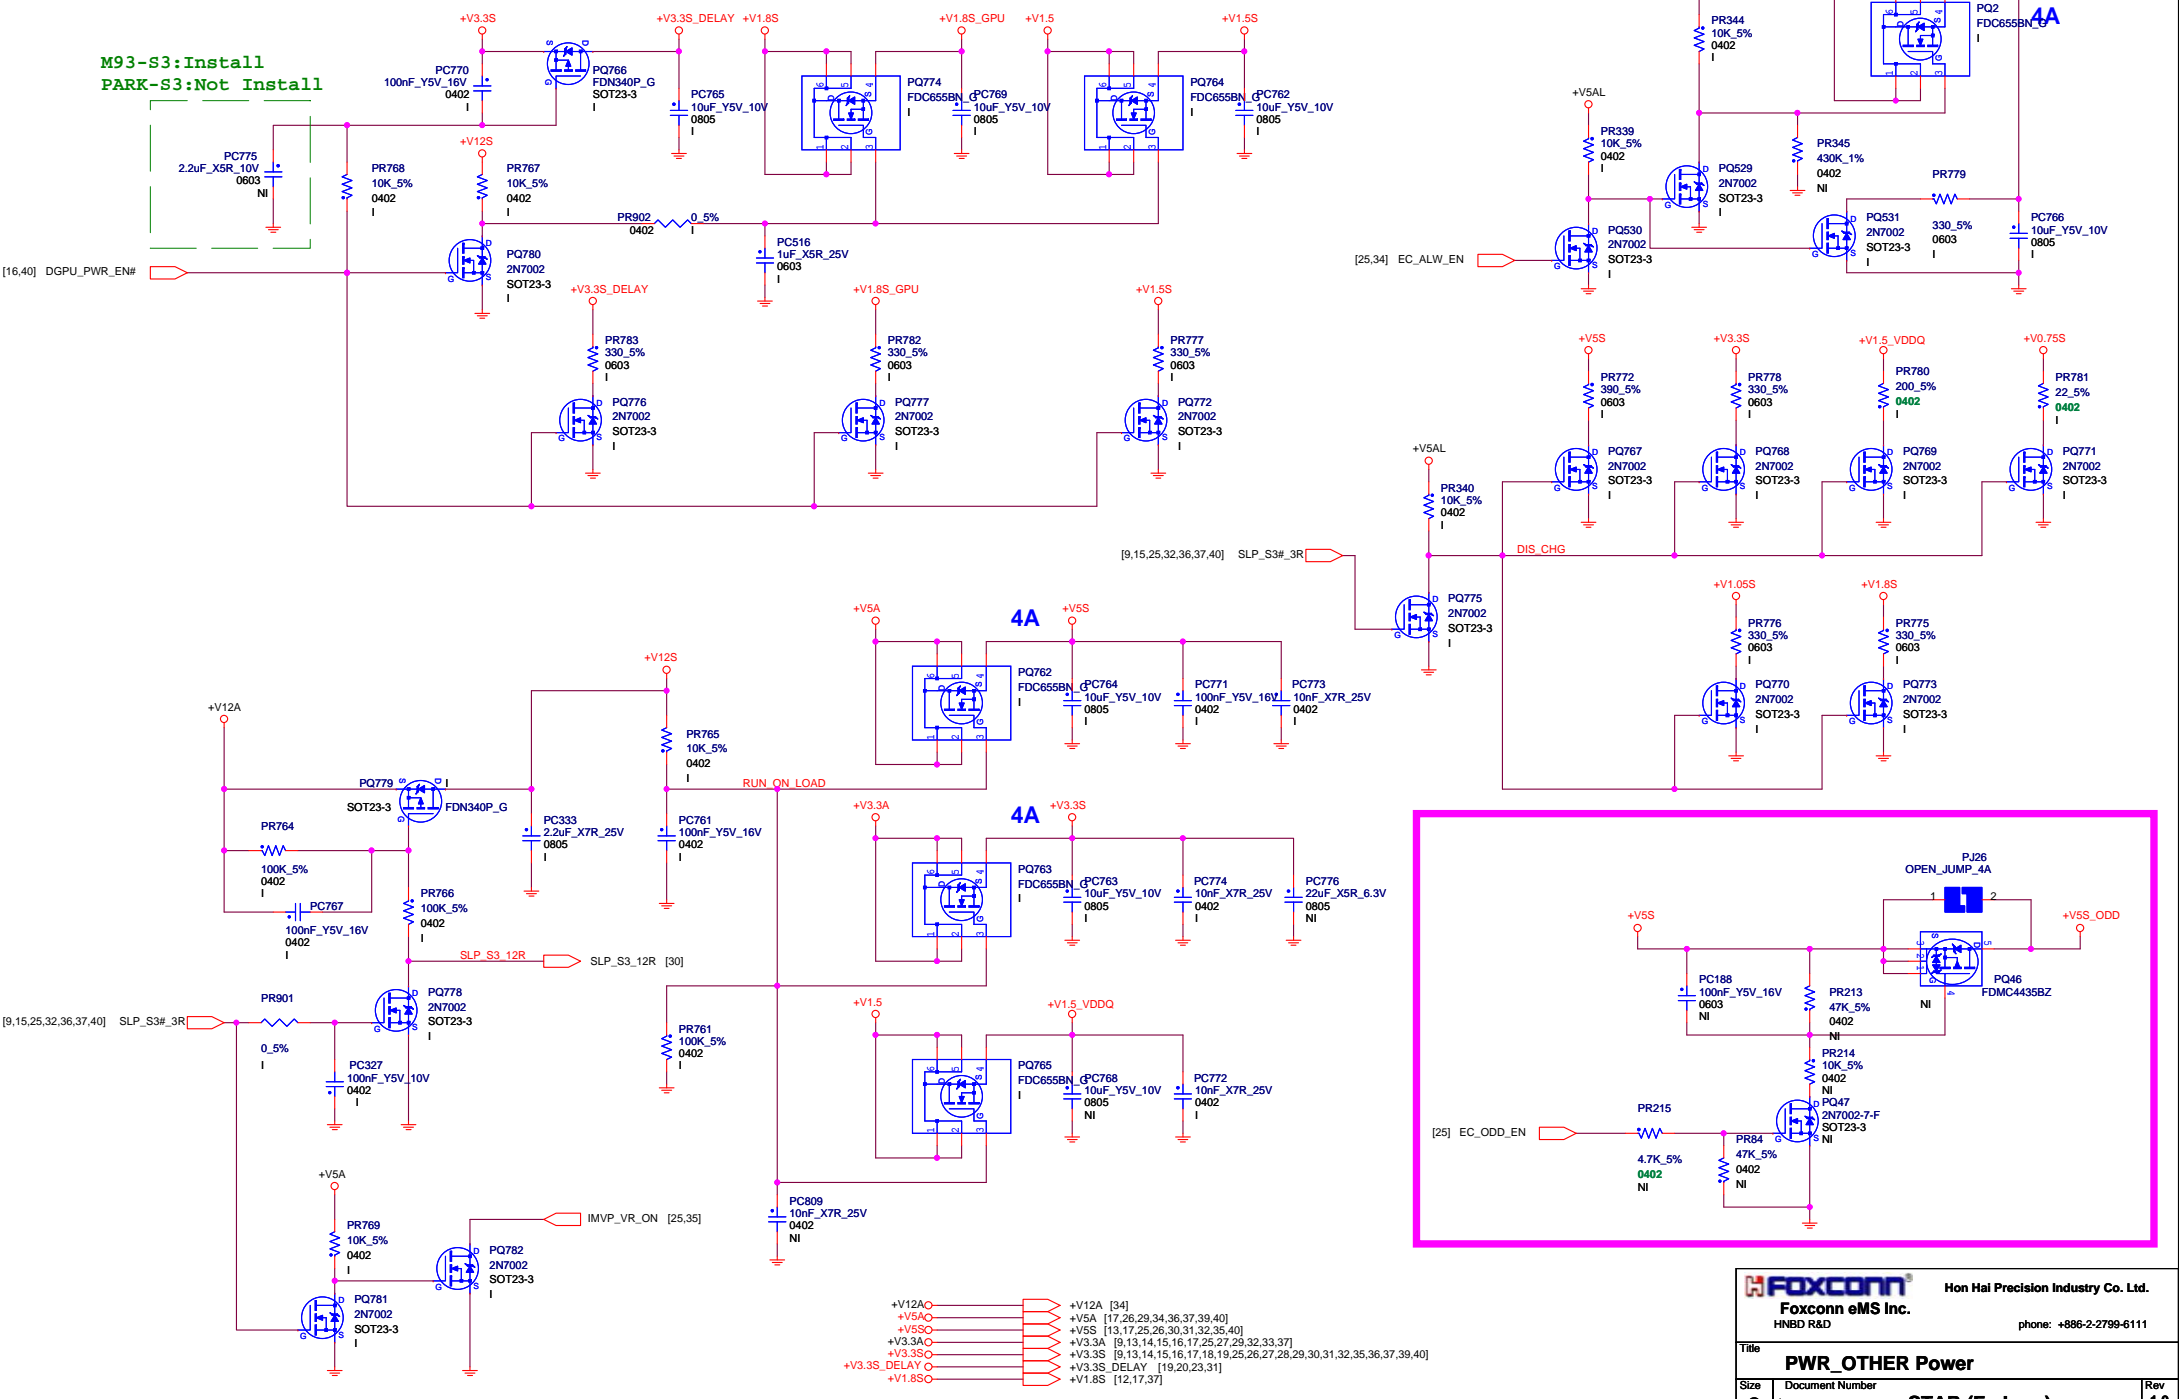 M93-S3:Install
PARK-S3:Not Install
PC775
2.2uF_X5R_10V
0603
NI
+V3.3S
PC770
100nF_Y5V_16V
0402
I
PQ766
FDN340P_G
SOT23-3
I
+V3.3S_DELAY
PC765
10uF_Y5V_10V
0805
I
+V1.8S
PQ774
FDC655BN_G
I
+V1.8S_GPU
PC769
10uF_Y5V_10V
0805
I
+V1.5
PQ764
FDC655BN_G
I
+V1.5S
PC762
10uF_Y5V_10V
0805
I
PR768
10K_5%
0402
I
+V12S
PR767
10K_5%
0402
I
PR902
0402
0_5%
I
PC516
1uF_X5R_25V
0603
I
[16,40] DGPU_PWR_EN#
PQ780
2N7002
SOT23-3
I
+V3.3S_DELAY
PR783
330_5%
0603
I
PQ776
2N7002
SOT23-3
I
+V1.8S_GPU
PR782
330_5%
0603
I
PQ777
2N7002
SOT23-3
I
+V1.5S
PR777
330_5%
0603
I
PQ772
2N7002
SOT23-3
I
PR344
10K_5%
0402
I
PQ2
FDC655BN_G
I
4A
+V5AL
PR339
10K_5%
0402
I
PQ529
2N7002
SOT23-3
I
PR345
430K_1%
0402
NI
PR779
330_5%
0603
I
PQ530
2N7002
SOT23-3
I
PQ531
2N7002
SOT23-3
I
PC766
10uF_Y5V_10V
0805
I
[25,34] EC_ALW_EN
+V5S
PR772
390_5%
0603
I
PQ767
2N7002
SOT23-3
I
+V3.3S
PR778
330_5%
0603
I
PQ768
2N7002
SOT23-3
I
+V1.5_VDDQ
PR780
200_5%
0402
I
PQ769
2N7002
SOT23-3
I
+V0.75S
PR781
22_5%
0402
I
PQ771
2N7002
SOT23-3
I
+V5AL
PR340
10K_5%
0402
I
[9,15,25,32,36,37,40] SLP_S3#_3R
DIS_CHG
PQ775
2N7002
SOT23-3
I
+V1.05S
PR776
330_5%
0603
I
PQ770
2N7002
SOT23-3
I
+V1.8S
PR775
330_5%
0603
I
PQ773
2N7002
SOT23-3
I
+V12A
PQ779
SOT23-3
I
FDN340P_G
PR764
100K_5%
0402
I
PC767
100nF_Y5V_16V
0402
I
PR766
100K_5%
0402
I
PC333
2.2uF_X7R_25V
0805
I
+V12S
PR765
10K_5%
0402
I
PC761
100nF_Y5V_16V
0402
I
RUN_ON_LOAD
SLP_S3_12R
SLP_S3_12R [30]
[9,15,25,32,36,37,40] SLP_S3#_3R
PR901
0_5%
I
PQ778
2N7002
SOT23-3
I
PC327
100nF_Y5V_10V
0402
I
PR761
100K_5%
0402
I
+V5A
PR769
10K_5%
0402
I
PQ781
2N7002
SOT23-3
I
PQ782
2N7002
SOT23-3
I
IMVP_VR_ON [25,35]
+V5A
4A
+V5S
PQ762
FDC655BN_G
I
PC764
10uF_Y5V_10V
0805
I
PC771
100nF_Y5V_16V
0402
I
PC773
10nF_X7R_25V
0402
I
+V3.3A
4A
+V3.3S
PQ763
FDC655BN_G
I
PC763
10uF_Y5V_10V
0805
I
PC774
10nF_X7R_25V
0402
I
PC776
22uF_X5R_6.3V
0805
NI
+V1.5
+V1.5_VDDQ
PQ765
FDC655BN_G
I
PC768
10uF_Y5V_10V
0805
NI
PC772
10nF_X7R_25V
0402
I
PC809
10nF_X7R_25V
0402
NI
+V5S
PJ26
OPEN_JUMP_4A
+V5S_ODD
PC188
100nF_Y5V_16V
0603
NI
PR213
47K_5%
0402
NI
PQ46
FDMC4435BZ
NI
PR214
10K_5%
0402
NI
PQ47
2N7002-7-F
SOT23-3
NI
[25] EC_ODD_EN
PR215
4.7K_5%
0402
NI
PR84
47K_5%
0402
NI
+V12A +V12A [34]
+V5A +V5A [17,26,29,34,36,37,39,40]
+V5S +V5S [13,17,25,26,30,31,32,35,40]
+V3.3A +V3.3A [9,13,14,15,16,17,25,27,29,32,33,37]
+V3.3S +V3.3S [9,13,14,15,16,17,18,19,25,26,27,28,29,30,31,32,35,36,37,39,40]
+V3.3S_DELAY +V3.3S_DELAY [19,20,23,31]
+V1.8S +V1.8S [12,17,37]
FOXCONN® Hon Hai Precision Industry Co. Ltd.
Foxconn eMS Inc.
HNBD R&D phone: +886-2-2799-6111
Title
PWR_OTHER Power
Size Document Number Rev